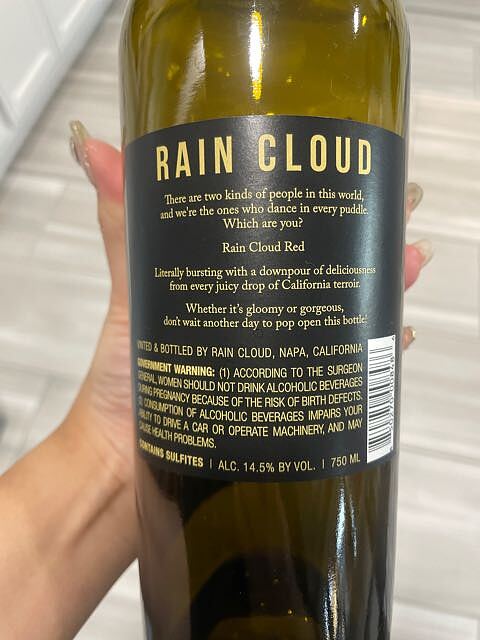 RAIN CLOUD
There are two kinds of people in this world,
and we're the ones who dance in every puddle.
Which are you?
Rain Cloud Red
Literally bursting with a downpour of deliciousness
from every juicy drop of California terroir.
Whether it's gloomy or gorgeous,
don't wait another day to pop open this bottle!
& BOTTLED BY RAIN CLOUD, NAPA, CALIFORNIA
GOVERNMENT WARNING: (1) ACCORDING TO THE SURGEON
GENERAL, WOMEN SHOULD NOT DRINK ALCOHOLIC BEVERAGES
DURING PREGNANCY BECAUSE OF THE RISK OF BIRTH DEFECTS.
(2) CONSUMPTION OF ALCOHOLIC BEVERAGES IMPAIRS YOUR
ABILITY TO DRIVE A CAR OR OPERATE MACHINERY, AND MAY
CAUSE HEALTH PROBLEMS.
CONTAINS SULFITES | ALC. 14.5% BY VOL. | 750 ML